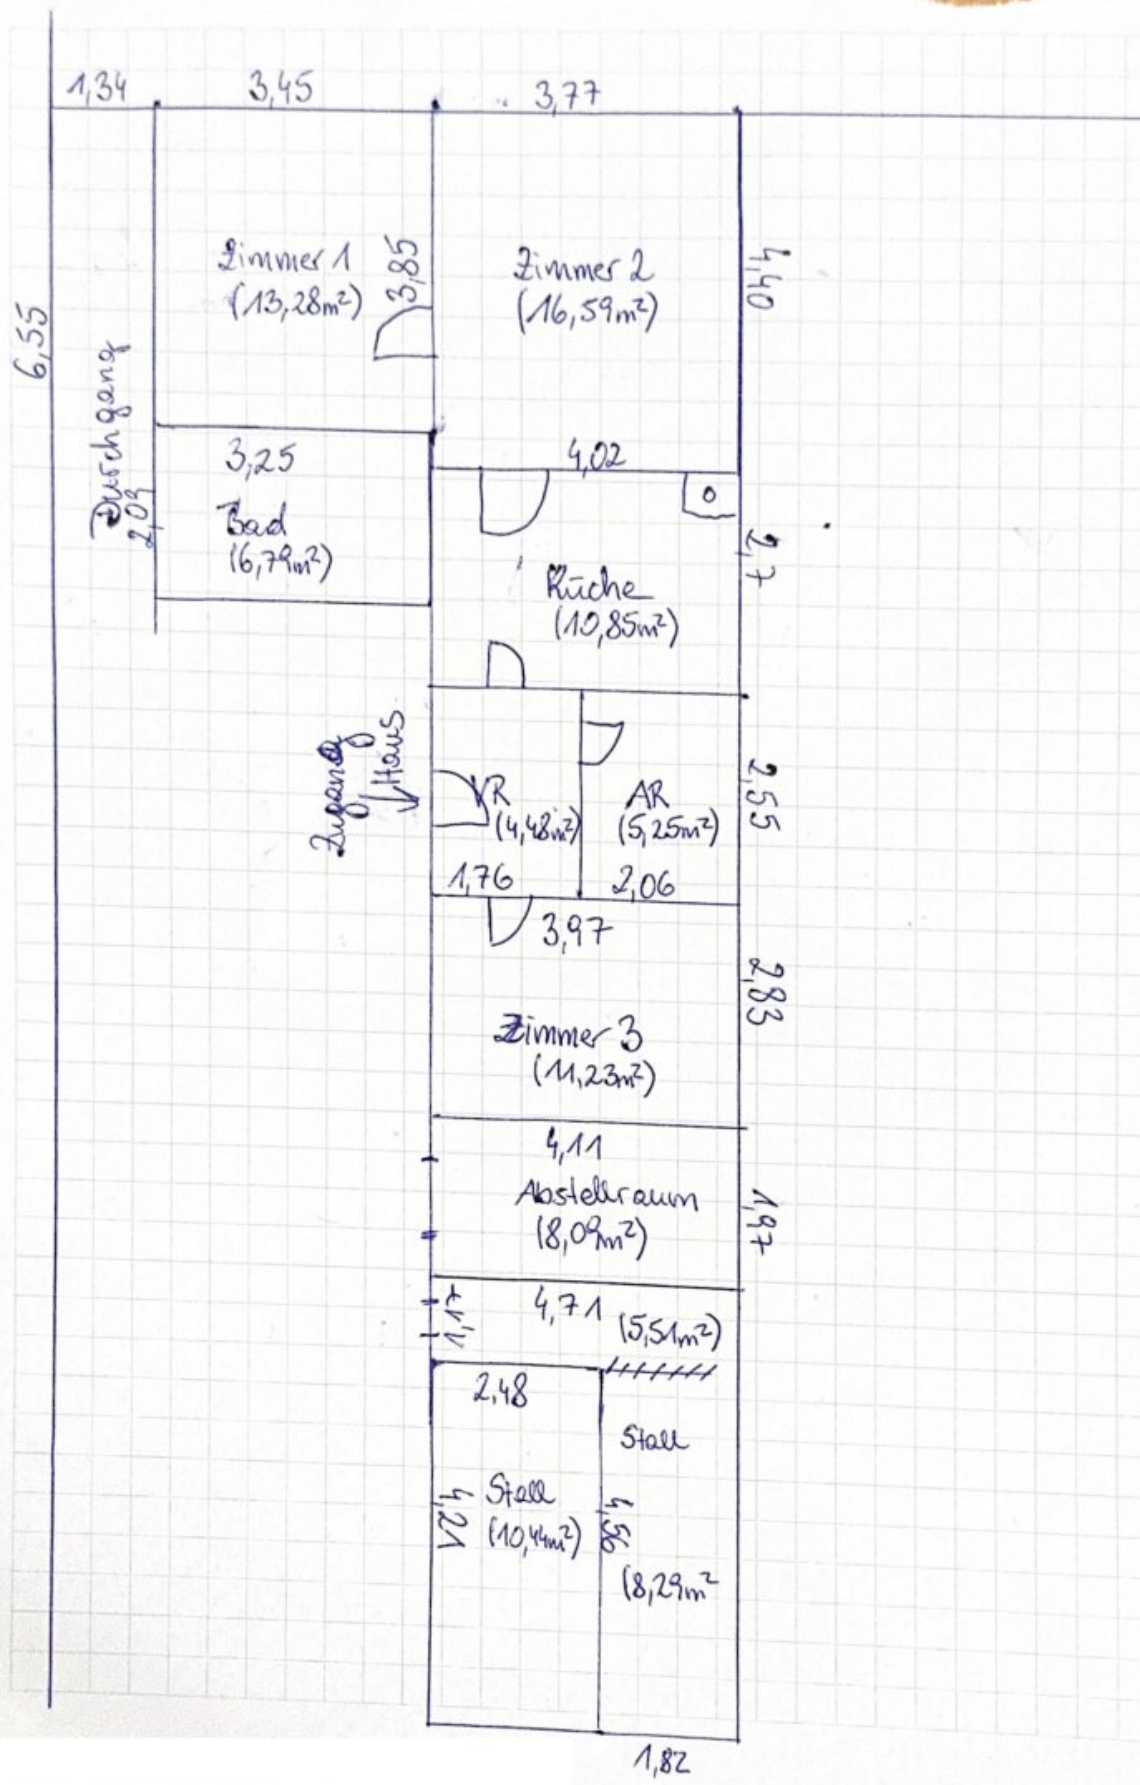 1,34
3,45
3,77
Zimmer 1
(13,28m²)
3,85
Zimmer 2
(16,59m²)
4,40
6,55
Durchgang
2,09
3,25
Bad
(6,79m²)
4,02
2,7
Küche
(10,85m²)
Zugang
Haus
VR
(4,48m²)
1,76
AR
(5,25m²)
2,06
2,55
3,97
2,83
Zimmer 3
(11,23m²)
4,11
Abstellraum
(8,09m²)
1,97
4,71
(5,51m²)
1,17
2,48
Stall
Stall
(10,44m²)
4,21
4,56
(8,29m²
1,82